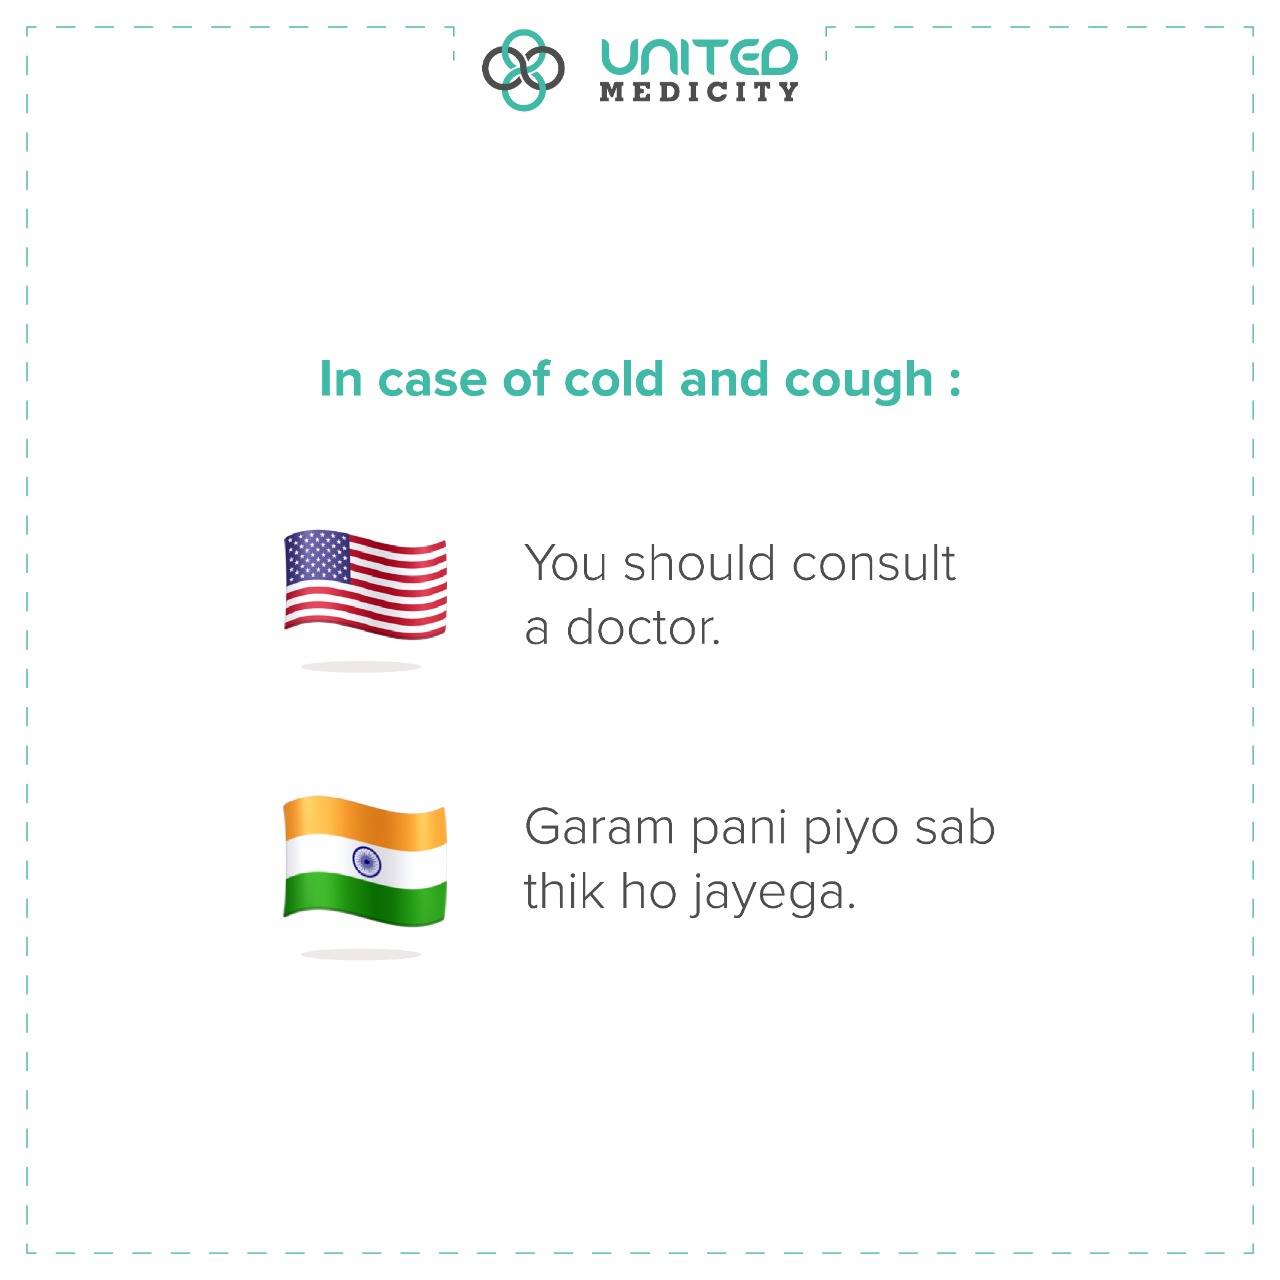 UNITED
MEDICITY
In case of cold and cough :
You should consult
a doctor.
Garam pani piyo sab
thik ho jayega.